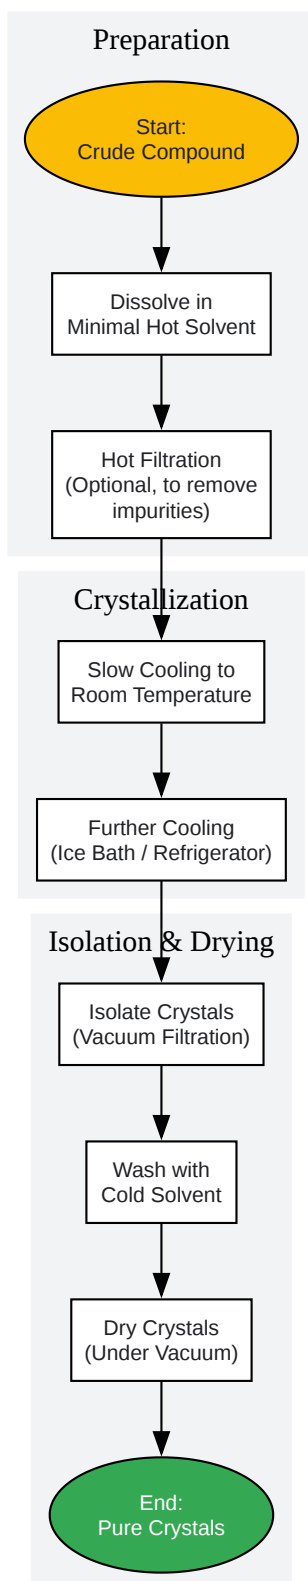 Preparation
Start:
Crude Compound
Dissolve in
Minimal Hot Solvent
Hot Filtration
(Optional, to remove
impurities)
Crystallization
Slow Cooling to
Room Temperature
Further Cooling
(Ice Bath / Refrigerator)
Isolation & Drying
Isolate Crystals
(Vacuum Filtration)
Wash with
Cold Solvent
Dry Crystals
(Under Vacuum)
End:
Pure Crystals